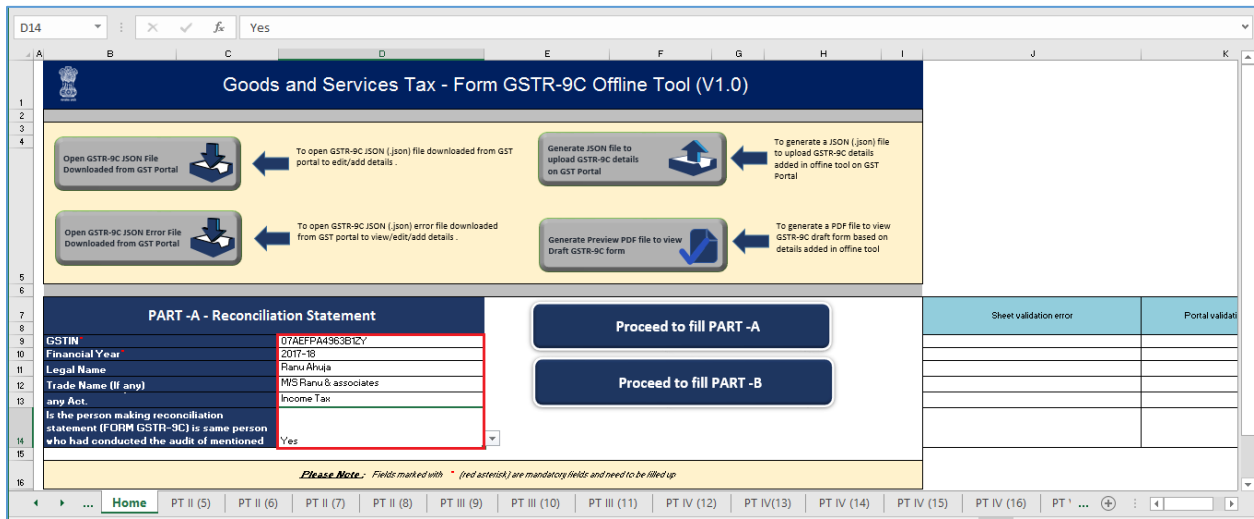 D14 fx Yes
A B C D E F G H I J K
Goods and Services Tax - Form GSTR-9C Offline Tool (V1.0)
1
2
3
4
Open GSTR-9C JSON File
Downloaded from GST Portal
To open GSTR-9C JSON (.json) file downloaded from GST
portal to edit/add details .
Generate JSON file to
upload GSTR-9C details
on GST Portal
To generate a JSON (.json) file
to upload GSTR-9C details
added in offine tool on GST
Portal
Open GSTR-9C JSON Error File
Downloaded from GST Portal
To open GSTR-9C JSON (.json) error file downloaded
from GST portal to view/edit/add details .
Generate Preview PDF file to view
Draft GSTR-9C form
To generate a PDF file to view
GSTR-9C draft form based on
details added in offine tool
5
6
7
8
PART -A - Reconciliation Statement
Proceed to fill PART -A
Sheet validation error
Portal validati
9 GSTIN* 07AEFPA4963B1ZY
10 Financial Year* 2017-18
11 Legal Name Ranu Ahuja
12 Trade Name (If any) M/S Ranu & associates
Proceed to fill PART -B
13 any Act. Income Tax
Is the person making reconciliation
statement (FORM GSTR-9C) is same person
14 who had conducted the audit of mentioned Yes
15
16 Please Note : Fields marked with * (red asterisk) are mandatory fields and need to be filled up
... Home PT II (5) PT II (6) PT II (7) PT II (8) PT III (9) PT III (10) PT III (11) PT IV (12) PT IV(13) PT IV (14) PT IV (15) PT IV (16) PT V ...